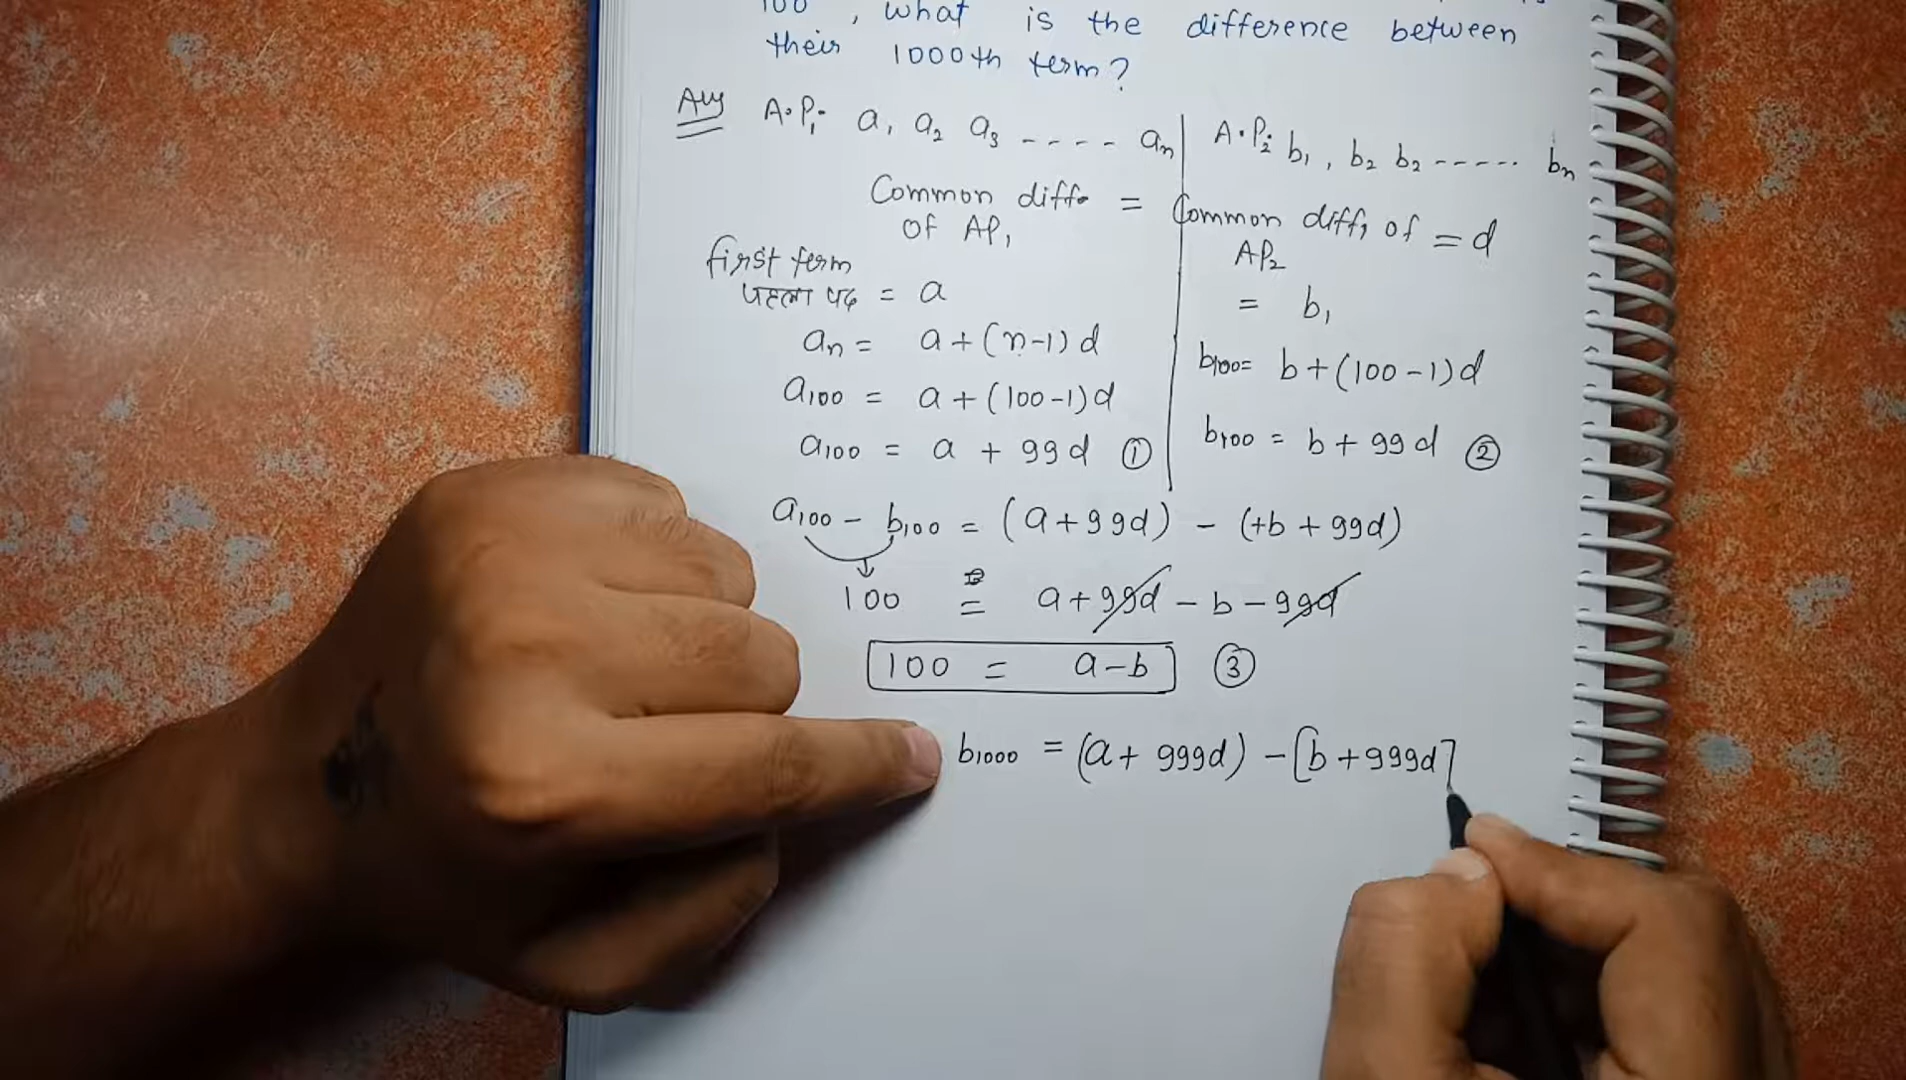 100 , what is the difference between
their 1000th term?
Ans A.P₁:- a₁ a₂ a₃ ---- aₙ | A.P₂: b₁ , b₂ b₂ ----- bₙ
Common diff. = Common diff, of = d
of AP₁ AP₂
first term
पहला पद = a = b₁
aₙ = a + (n-1)d
b₁₀₀ = b + (100-1)d
a₁₀₀ = a + (100-1)d
a₁₀₀ = a + 99d ① b₁₀₀ = b + 99d ②
a₁₀₀ - b₁₀₀ = (a+99d) - (+b + 99d)
100 = a + 99d - b - 99d
100 = a-b ③
b₁₀₀₀ = (a + 999d) - [b + 999d]